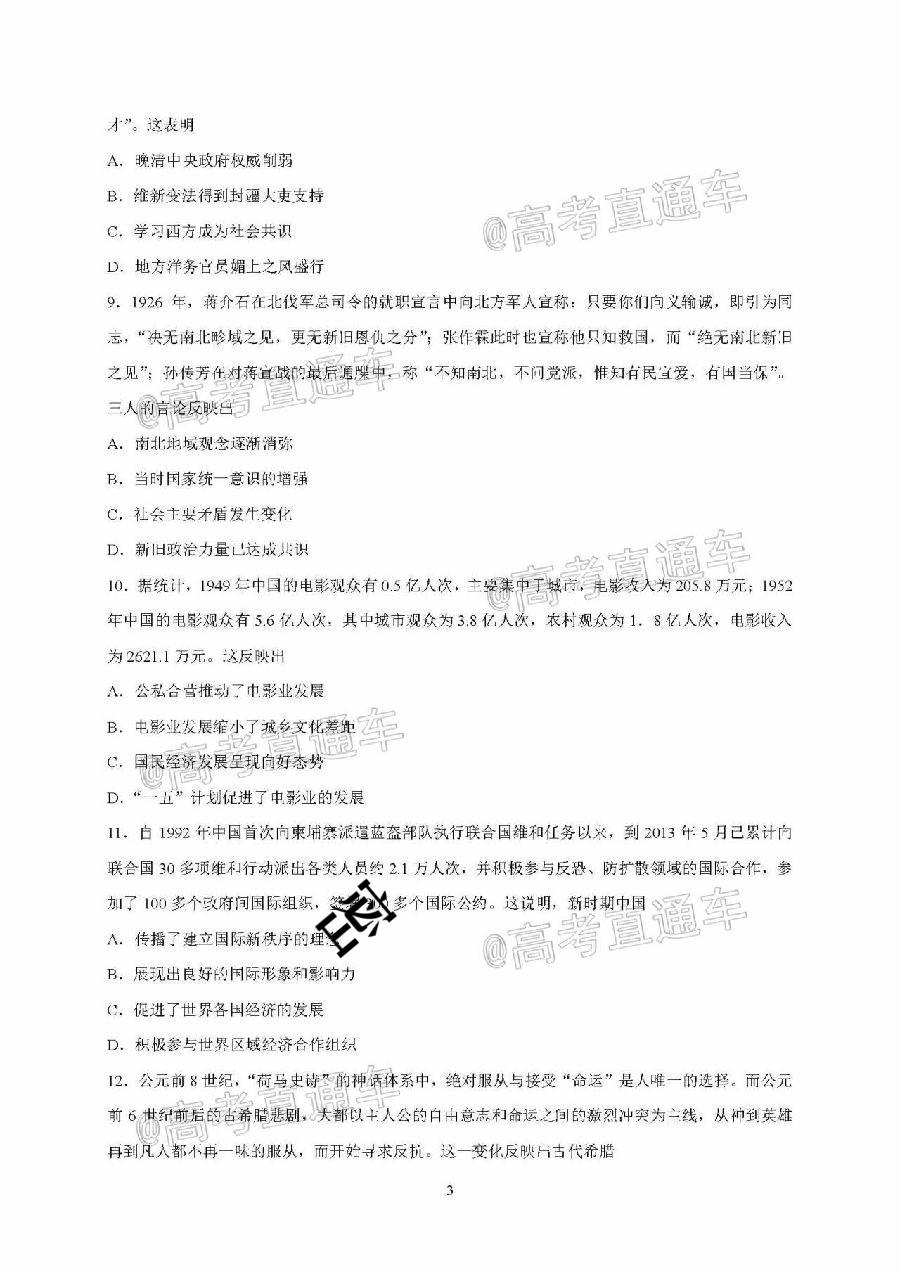 才”。这表明
A．晚清中央政府权威削弱
B．维新变法得到封疆大吏支持
C．学习西方成为社会共识
D．地方洋务官员媚上之风盛行
9．1926 年，蒋介石在北伐军总司令的就职宣言中向北方军人宣称：只要你们向义输诚，即引为同
志，“决无南北畛域之见，更无新旧恩仇之分”；张作霖此时也宣称他只知救国，而“绝无南北新旧
之见”；孙传芳在对蒋宣战的最后通牒中，称“不知南北，不问党派，惟知有民宜爱，有国当保”。
三人的言论反映出
A．南北地域观念逐渐消弥
B．当时国家统一意识的增强
C．社会主要矛盾发生变化
D．新旧政治力量已达成共识
10．据统计，1949 年中国的电影观众有 0.5 亿人次，主要集中于城市，电影收入为 205.8 万元；1952
年中国的电影观众有 5.6 亿人次，其中城市观众为 3.8 亿人次，农村观众为 1．8 亿人次，电影收入
为 2621.1 万元。这反映出
A．公私合营推动了电影业发展
B．电影业发展缩小了城乡文化差距
C．国民经济发展呈现向好态势
D．“一五”计划促进了电影业的发展
11．自 1992 年中国首次向柬埔寨派遣蓝盔部队执行联合国维和任务以来，到 2013 年 5 月已累计向
联合国 30 多项维和行动派出各类人员约 2.1 万人次，并积极参与反恐、防扩散领域的国际合作，参
加了 100 多个政府间国际组织，签 00 多个国际公约。这说明，新时期中国
A．传播了建立国际新秩序的理念
B．展现出良好的国际形象和影响力
C．促进了世界各国经济的发展
D．积极参与世界区域经济合作组织
12．公元前 8 世纪，“荷马史诗”的神话体系中，绝对服从与接受“命运”是人唯一的选择。而公元
前 6 世纪前后的古希腊悲剧，大都以主人公的自由意志和命运之间的激烈冲突为主线，从神到英雄
再到凡人都不再一味的服从，而开始寻求反抗。这一变化反映出古代希腊
3
@高考直通车
@高考直通车
@高考直通车
@高考直通车
@高考直通车
@高考直通车
密